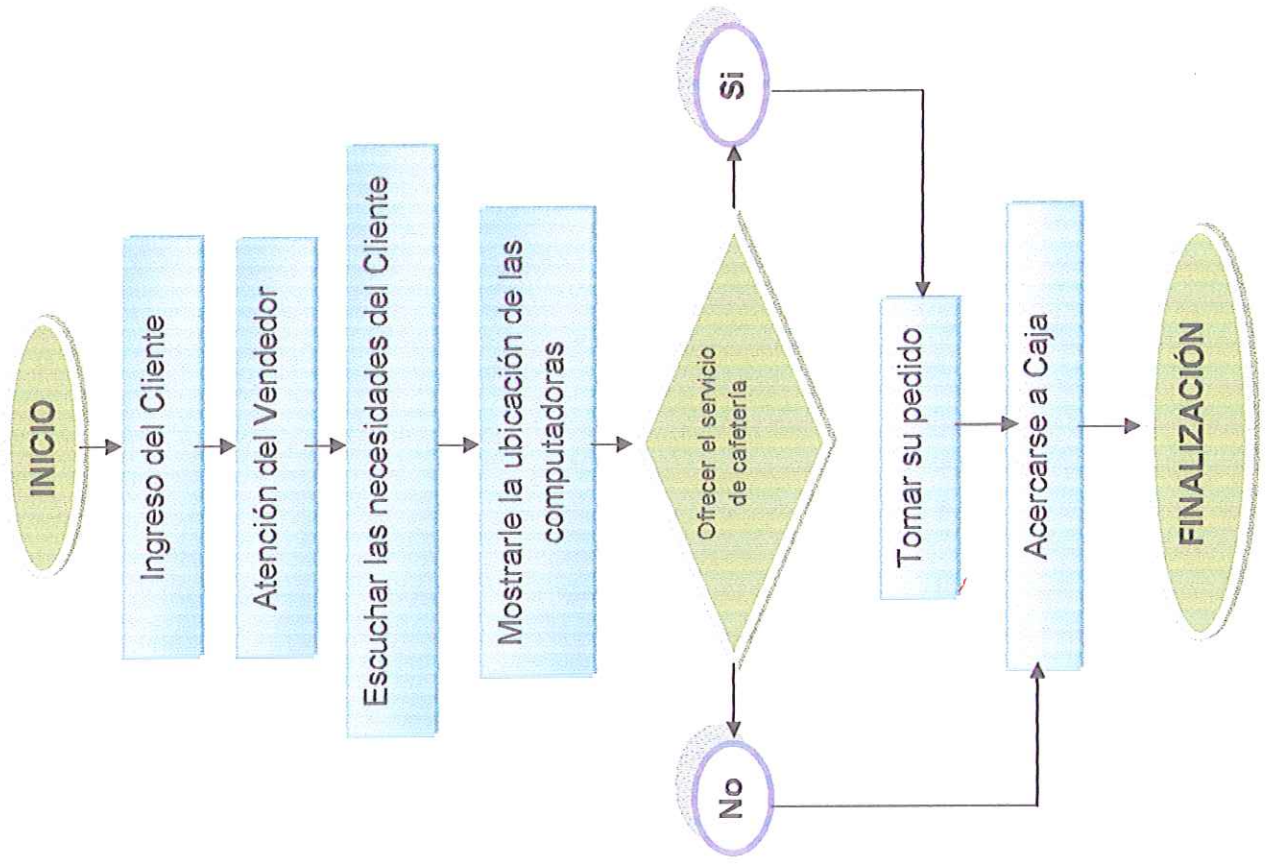 INICIO
Ingreso del Cliente
Atención del Vendedor
Escuchar las necesidades del Cliente
Mostrarle la ubicación de las
computadoras
Ofrecer el servicio
de cafetería
No
Si
Tomar su pedido
Acercarse a Caja
FINALIZACIÓN